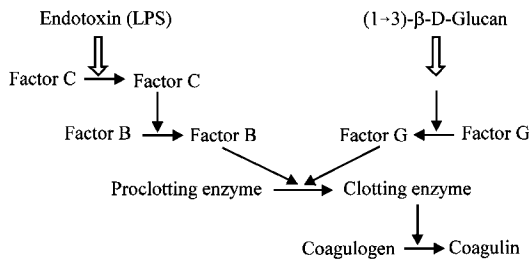 Endotoxin (LPS) (1→3)-β-D-Glucan
Factor C Factor C
Factor B Factor B Factor G Factor G
Proclotting enzyme Clotting enzyme
Coagulogen Coagulin